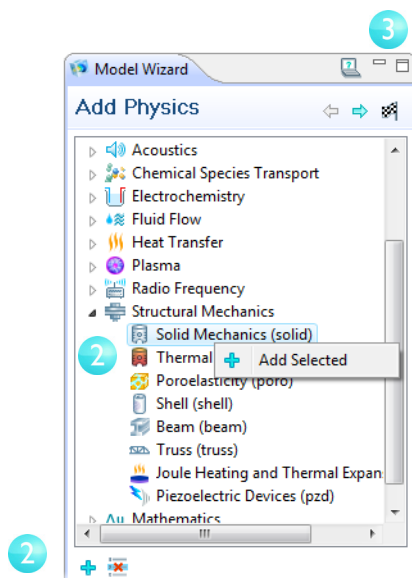 3
Model Wizard
Add Physics
Acoustics
Chemical Species Transport
Electrochemistry
Fluid Flow
Heat Transfer
Plasma
Radio Frequency
Structural Mechanics
Solid Mechanics (solid)
2
Thermal
Add Selected
Poroelasticity (poro)
Shell (shell)
Beam (beam)
Truss (truss)
Joule Heating and Thermal Expan
Piezoelectric Devices (pzd)
Δu Mathematics
2